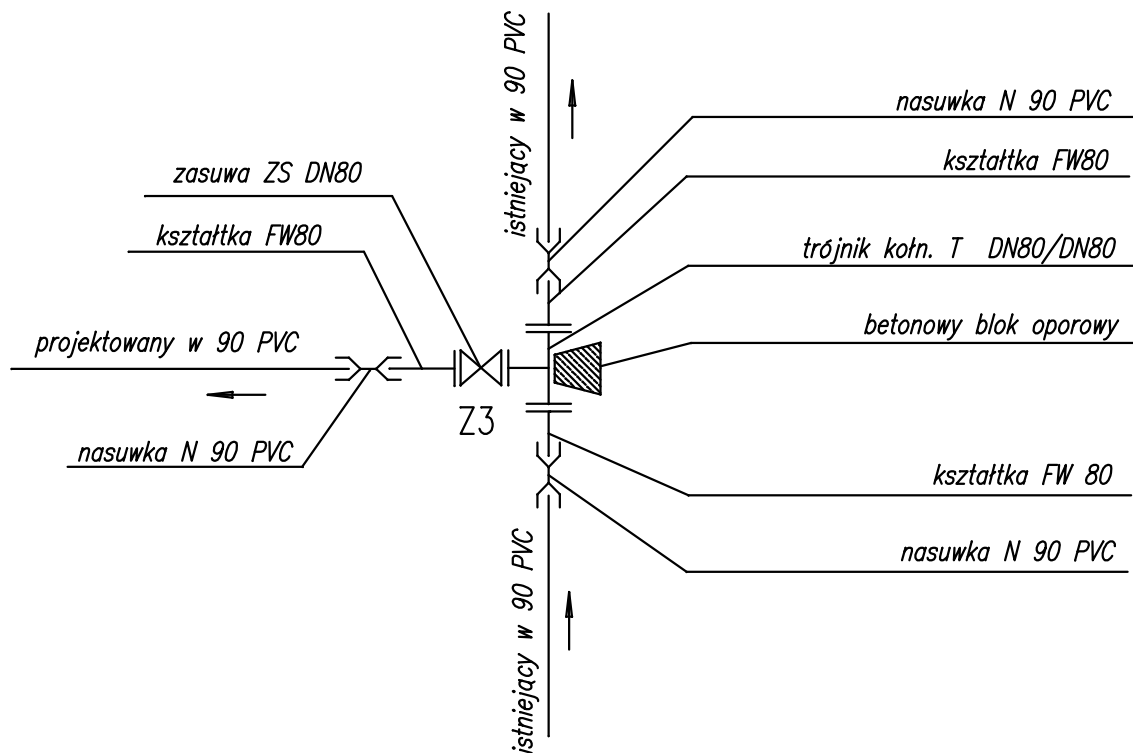 istniejący w 90 PVC
nasuwka N 90 PVC
kształtka FW80
zasuwa ZS DN80
kształtka FW80
trójnik kołn. T DN80/DN80
betonowy blok oporowy
projektowany w 90 PVC
Z3
nasuwka N 90 PVC
kształtka FW 80
nasuwka N 90 PVC
istniejący w 90 PVC